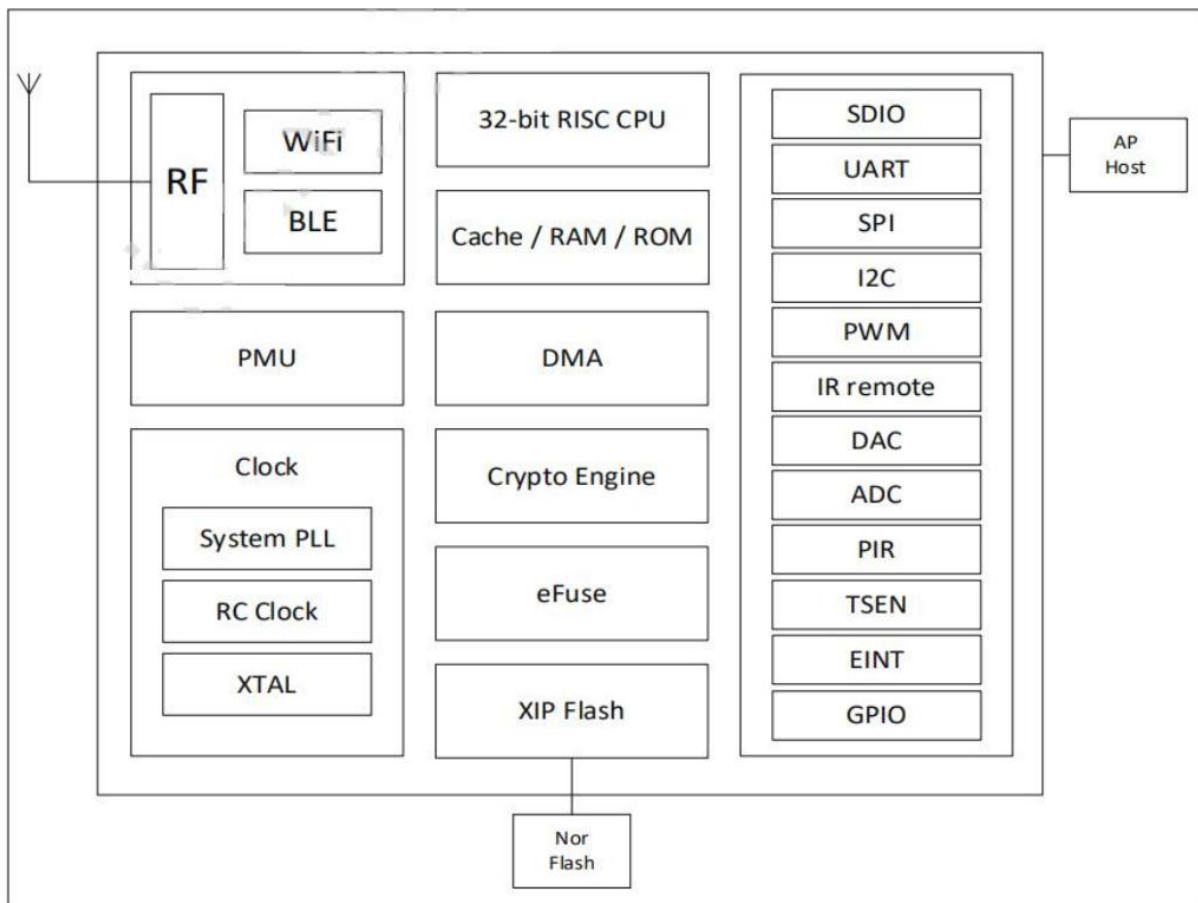 RF
WiFi
BLE
PMU
Clock
System PLL
RC Clock
XTAL
32-bit RISC CPU
Cache / RAM / ROM
DMA
Crypto Engine
eFuse
XIP Flash
SDIO
UART
SPI
I2C
PWM
IR remote
DAC
ADC
PIR
TSEN
EINT
GPIO
AP
Host
Nor
Flash